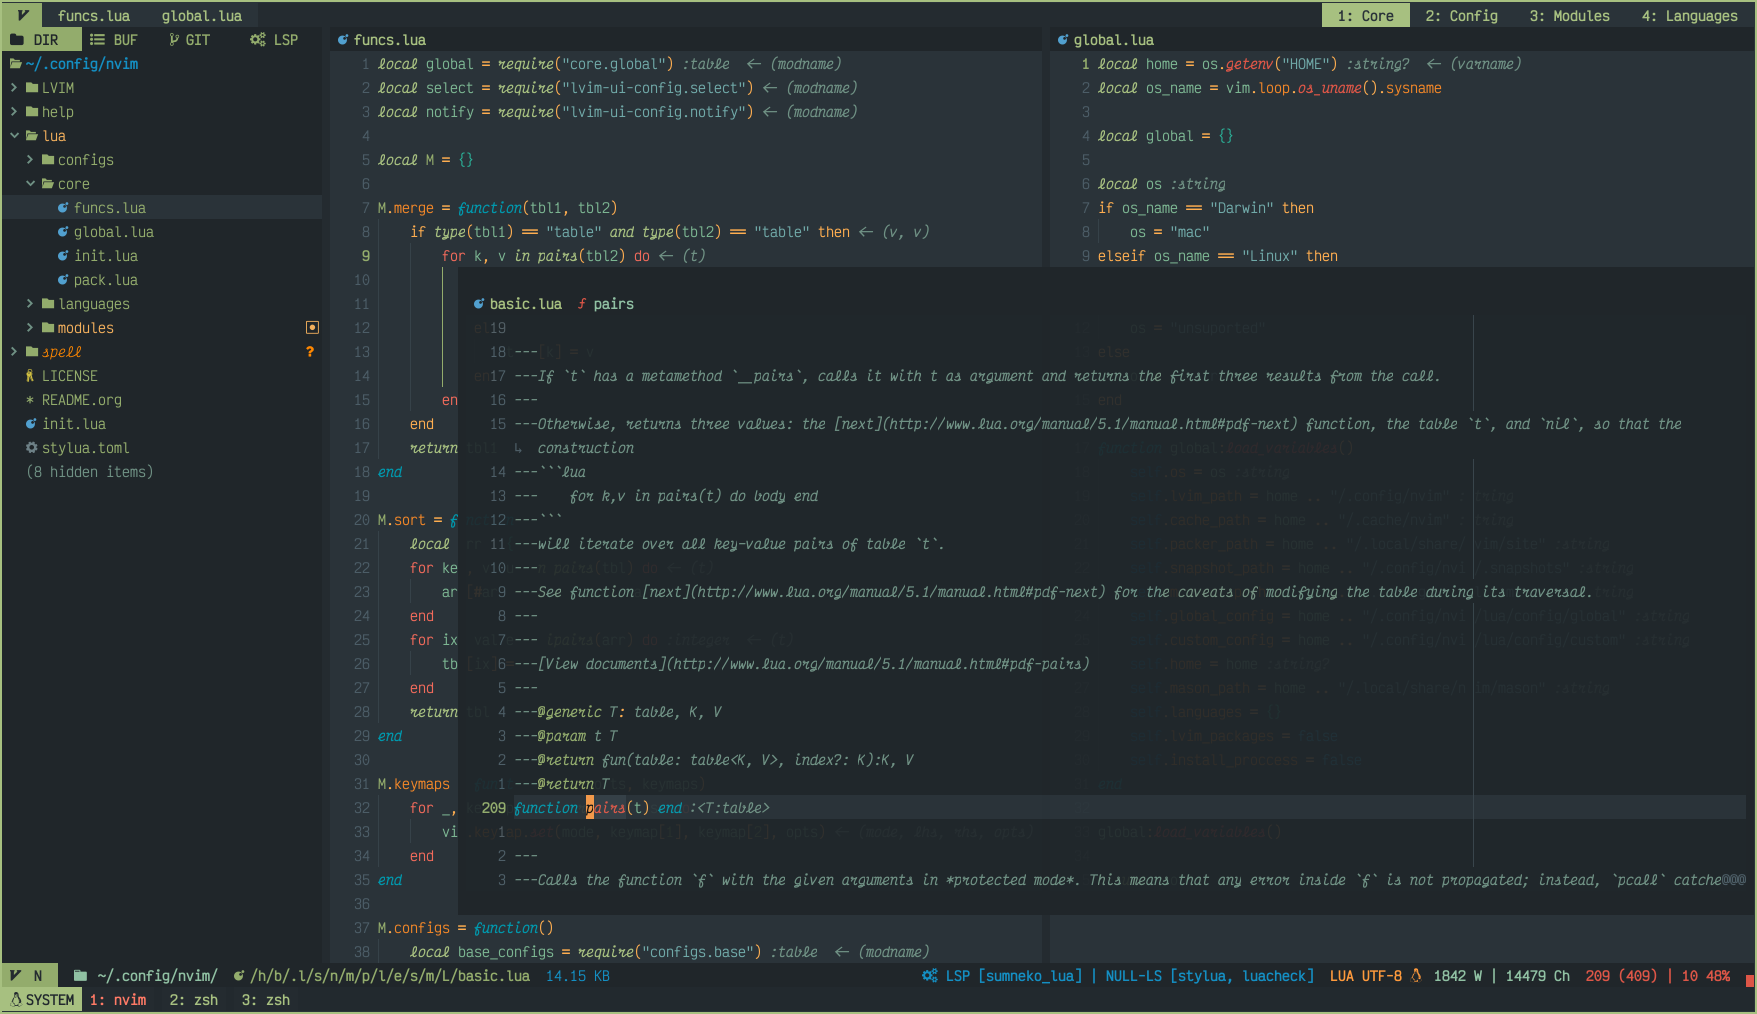 funcs.lua global.lua 1: Core 2: Config 3: Modules 4: Languages
DIR BUF GIT LSP
~/.config/nvim
LVIM
help
lua
configs
core
funcs.lua
global.lua
init.lua
pack.lua
languages
modules
spell ?
LICENSE
* README.org
init.lua
stylua.toml
(8 hidden items)
funcs.lua
1 local global = require("core.global") :table <- (modname)
2 local select = require("lvim-ui-config.select") <- (modname)
3 local notify = require("lvim-ui-config.notify") <- (modname)
4
5 local M = {}
6
7 M.merge = function(tbl1, tbl2)
8 if type(tbl1) == "table" and type(tbl2) == "table" then <- (v, v)
9 for k, v in pairs(tbl2) do <- (t)
10
11
12
13
14
15 en
16 end
17 return
18 end
19
20 M.sort = f
21 local
22 for ke
23 ar
24 end
25 for ix
26 tb
27 end
28 return
29 end
30
31 M.keymaps
32 for _,
33 vi
34 end
35 end
36
37 M.configs = function()
38 local base_configs = require("configs.base") :table <- (modname)
global.lua
1 local home = os.getenv("HOME") :string? <- (varname)
2 local os_name = vim.loop.os_uname().sysname
3
4 local global = {}
5
6 local os :string
7 if os_name == "Darwin" then
8 os = "mac"
9 elseif os_name == "Linux" then
basic.lua f pairs
19
18 ---
17 ---If `t` has a metamethod `__pairs`, calls it with t as argument and returns the first three results from the call.
16 ---
15 ---Otherwise, returns three values: the [next](http://www.lua.org/manual/5.1/manual.html#pdf-next) function, the table `t`, and `nil`, so that the
↳ construction
14 ---```lua
13 --- for k,v in pairs(t) do body end
12 ---```
11 ---will iterate over all key-value pairs of table `t`.
10 ---
9 ---See function [next](http://www.lua.org/manual/5.1/manual.html#pdf-next) for the caveats of modifying the table during its traversal.
8 ---
7 ---
6 ---[View documents](http://www.lua.org/manual/5.1/manual.html#pdf-pairs)
5 ---
4 ---@generic T: table, K, V
3 ---@param t T
2 ---@return fun(table: table<K, V>, index?: K):K, V
1 ---@return T
209 function pairs(t) end :<T:table>
1
2 ---
3 ---Calls the function `f` with the given arguments in *protected mode*. This means that any error inside `f` is not propagated; instead, `pcall` catche@@@
N ~/.config/nvim/ /h/b/.l/s/n/m/p/l/e/s/m/L/basic.lua 14.15 KB LSP [sumneko_lua] | NULL-LS [stylua, luacheck] LUA UTF-8 1842 W | 14479 Ch 209 (409) | 10 48%
SYSTEM 1: nvim 2: zsh 3: zsh